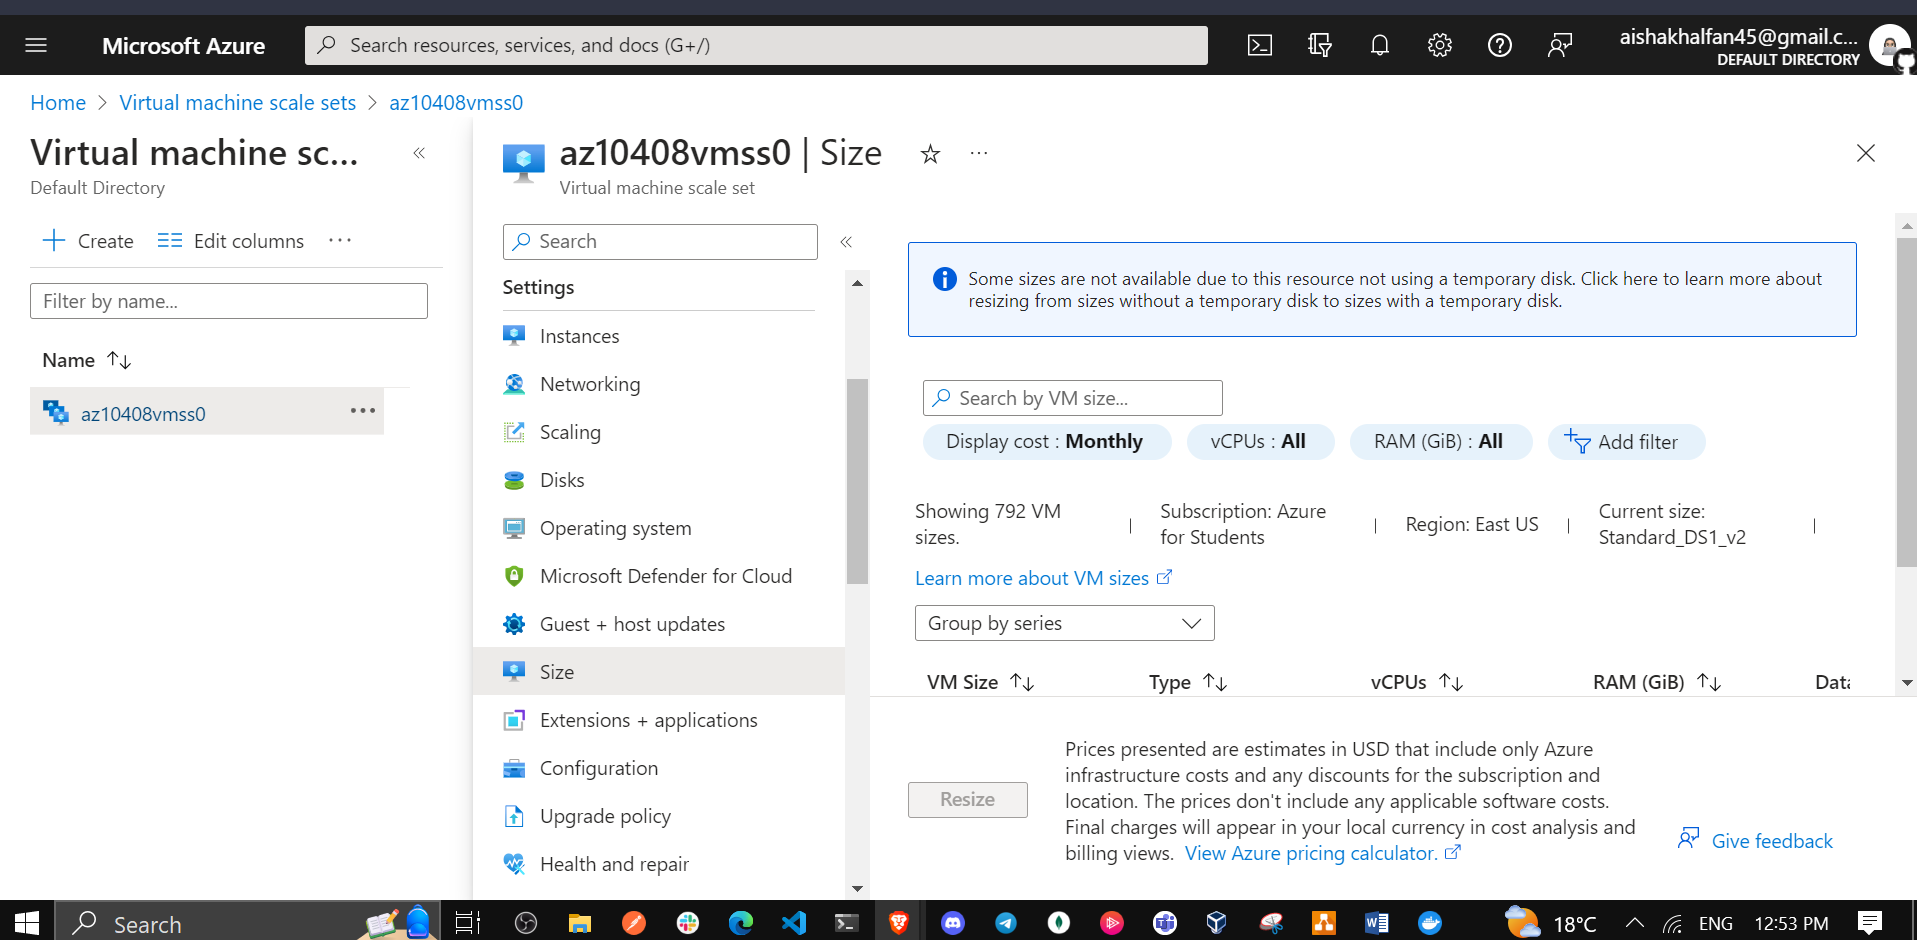 Microsoft Azure
Search resources, services, and docs (G+/)
aishakhalfan45@gmail.c...
DEFAULT DIRECTORY
Home > Virtual machine scale sets > az10408vmss0
Virtual machine sc...
Default Directory
Create
Edit columns
Filter by name...
Name
az10408vmss0
az10408vmss0 | Size
Virtual machine scale set
Search
Settings
Instances
Networking
Scaling
Disks
Operating system
Microsoft Defender for Cloud
Guest + host updates
Size
Extensions + applications
Configuration
Upgrade policy
Health and repair
Some sizes are not available due to this resource not using a temporary disk. Click here to learn more about
resizing from sizes without a temporary disk to sizes with a temporary disk.
Search by VM size...
Display cost : Monthly
vCPUs : All
RAM (GiB) : All
Add filter
Showing 792 VM
sizes.
Subscription: Azure
for Students
Region: East US
Current size:
Standard_DS1_v2
Learn more about VM sizes
Group by series
VM Size
Type
vCPUs
RAM (GiB)
Data
Resize
Prices presented are estimates in USD that include only Azure
infrastructure costs and any discounts for the subscription and
location. The prices don't include any applicable software costs.
Final charges will appear in your local currency in cost analysis and
billing views. View Azure pricing calculator.
Give feedback
Search
18°C
ENG
12:53 PM